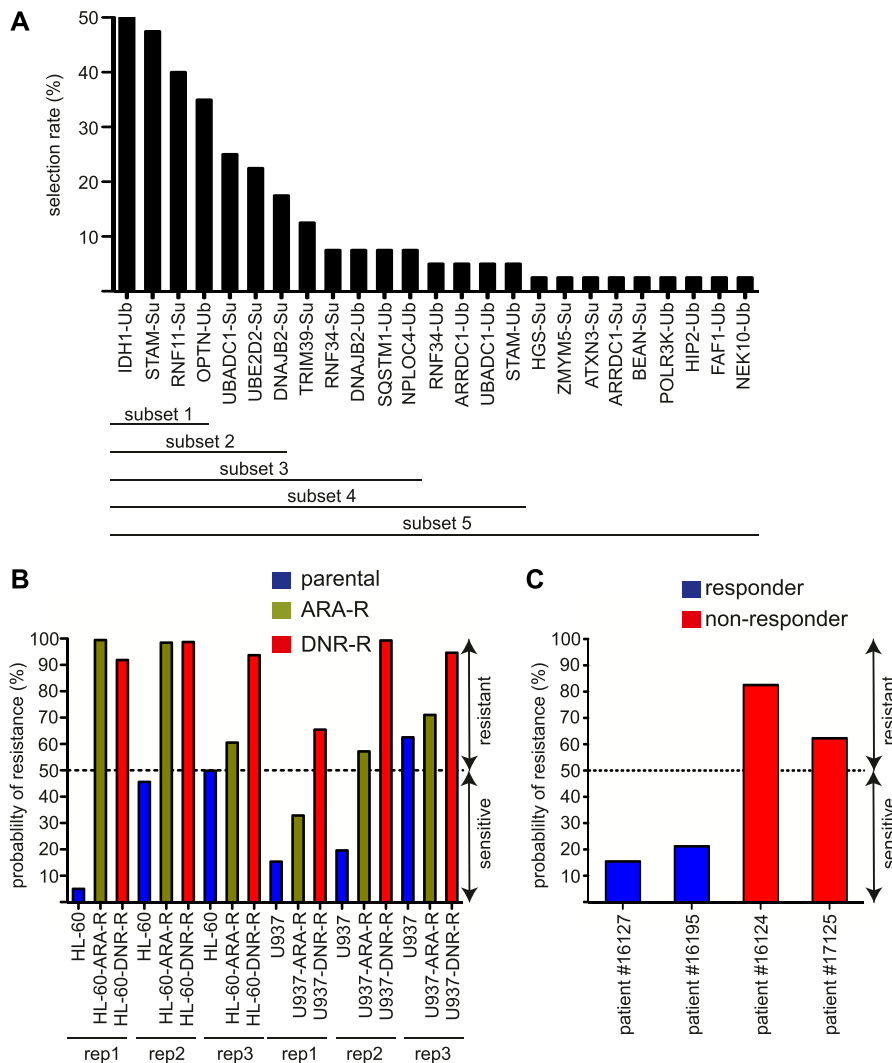 A
selection rate (%)
50
40
30
20
10
IDH1-Ub
STAM-Su
RNF11-Su
OPTN-Ub
UBADC1-Su
UBE2D2-Su
DNAJB2-Su
TRIM39-Su
RNF34-Su
DNAJB2-Ub
SQSTM1-Ub
NPLOC4-Ub
RNF34-Ub
ARRDC1-Ub
UBADC1-Ub
STAM-Ub
HGS-Su
ZMYM5-Su
ATXN3-Su
ARRDC1-Su
BEAN-Su
POLR3K-Ub
HIP2-Ub
FAF1-Ub
NEK10-Ub
subset 1
subset 2
subset 3
subset 4
subset 5
B
parental
ARA-R
DNR-R
probablility of resistance (%)
100
90
80
70
60
50
40
30
20
10
0
resistant
sensitive
HL-60
HL-60-ARA-R
HL-60-DNR-R
HL-60
HL-60-ARA-R
HL-60-DNR-R
HL-60
HL-60-ARA-R
HL-60-DNR-R
U937
U937-ARA-R
U937-DNR-R
U937
U937-ARA-R
U937-DNR-R
U937
U937-ARA-R
U937-DNR-R
rep1
rep2
rep3
rep1
rep2
rep3
C
responder
non-responder
probability of resistance (%)
100
90
80
70
60
50
40
30
20
10
0
resistant
sensitive
patient #16127
patient #16195
patient #16124
patient #17125